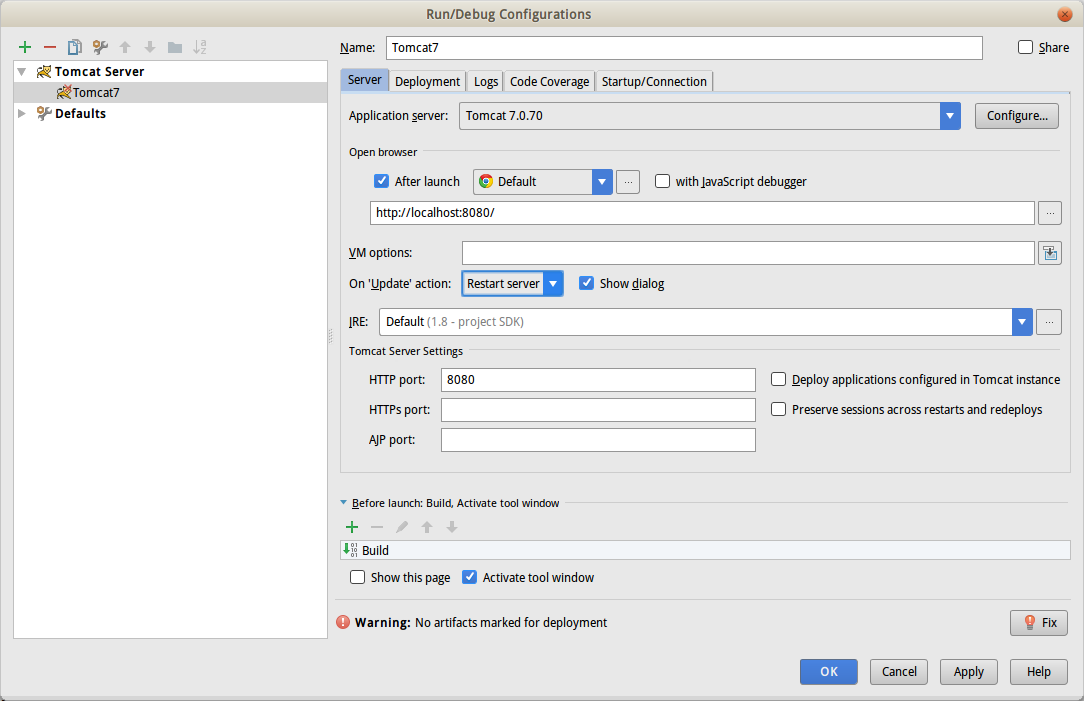 Run/Debug Configurations
Name: Tomcat7 Share
Tomcat Server
Tomcat7
Defaults
Server Deployment Logs Code Coverage Startup/Connection
Application server: Tomcat 7.0.70 Configure...
Open browser
After launch Default ... with JavaScript debugger
http://localhost:8080/ ...
VM options:
On 'Update' action: Restart server Show dialog
JRE: Default (1.8 - project SDK) ...
Tomcat Server Settings
HTTP port: 8080 Deploy applications configured in Tomcat instance
HTTPs port: Preserve sessions across restarts and redeploys
AJP port:
Before launch: Build, Activate tool window
Build
Show this page Activate tool window
Warning: No artifacts marked for deployment Fix
OK Cancel Apply Help